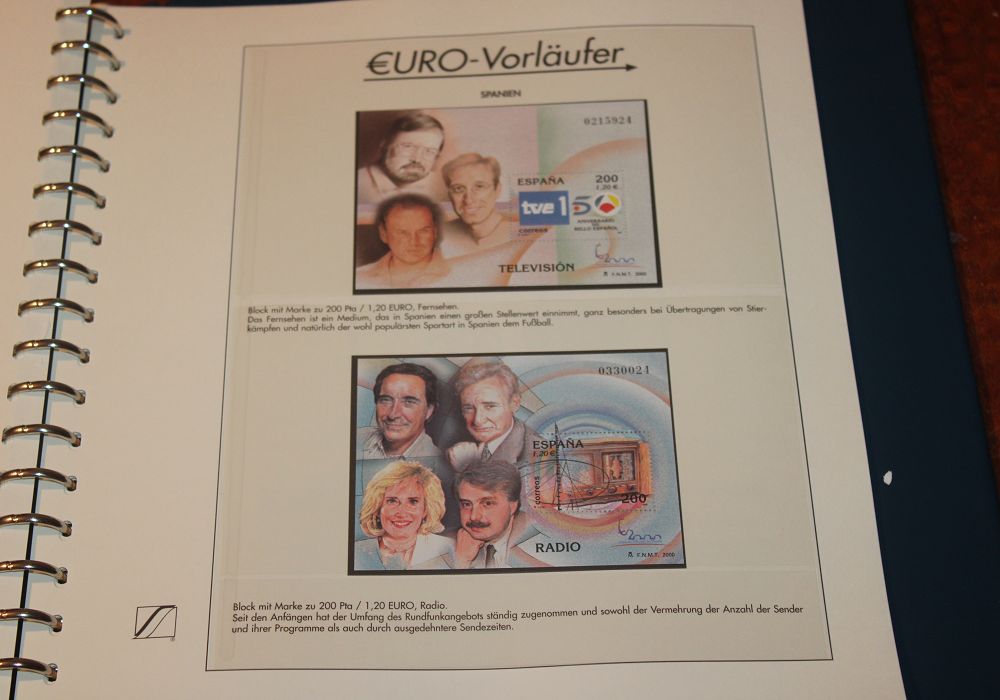 €URO-Vorläufer
SPANIEN
0215924
ESPAÑA
200
1,20 €
tve 1
50
ANIVERSARIO
DEL
SELLO ESPAÑOL
correos
TELEVISIÓN
F.N.M.T. 2000
Block mit Marke zu 200 Pta / 1,20 EURO, Fernsehen.
Das Fernsehen ist ein Medium, das in Spanien einen großen Stellenwert einnimmt, ganz besonders bei Übertragungen von Stier-
kämpfen und natürlich der wohl populärsten Sportart in Spanien dem Fußball.
0330024
ESPAÑA
1,20 €
correos
200
RADIO
F.N.M.T. 2000
Block mit Marke zu 200 Pta / 1,20 EURO, Radio.
Seit den Anfängen hat der Umfang des Rundfunkangebots ständig zugenommen und sowohl der Vermehrung der Anzahl der Sender
und ihrer Programme als auch durch ausgedehntere Sendezeiten.